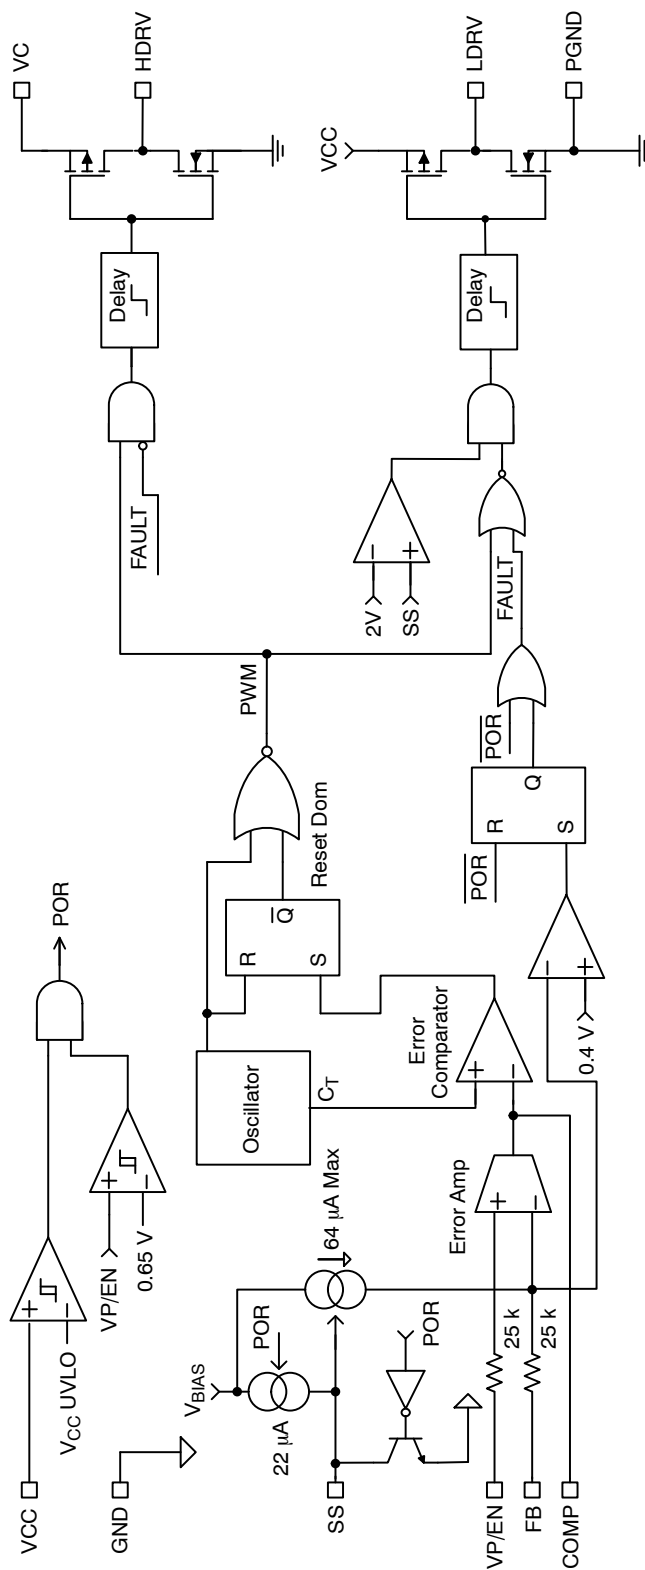 VCC
VCC UVLO
POR
GND
VP/EN
0.65 V
VBIAS
POR
22 µA
64 µA Max
SS
POR
Oscillator
CT
R
S
Q
Reset Dom
PWM
Error
Comparator
VP/EN
FB
COMP
25 k
25 k
Error Amp
0.4 V
POR
R
S
Q
POR
FAULT
2V
SS
FAULT
Delay
Delay
VC
HDRV
VCC
LDRV
PGND